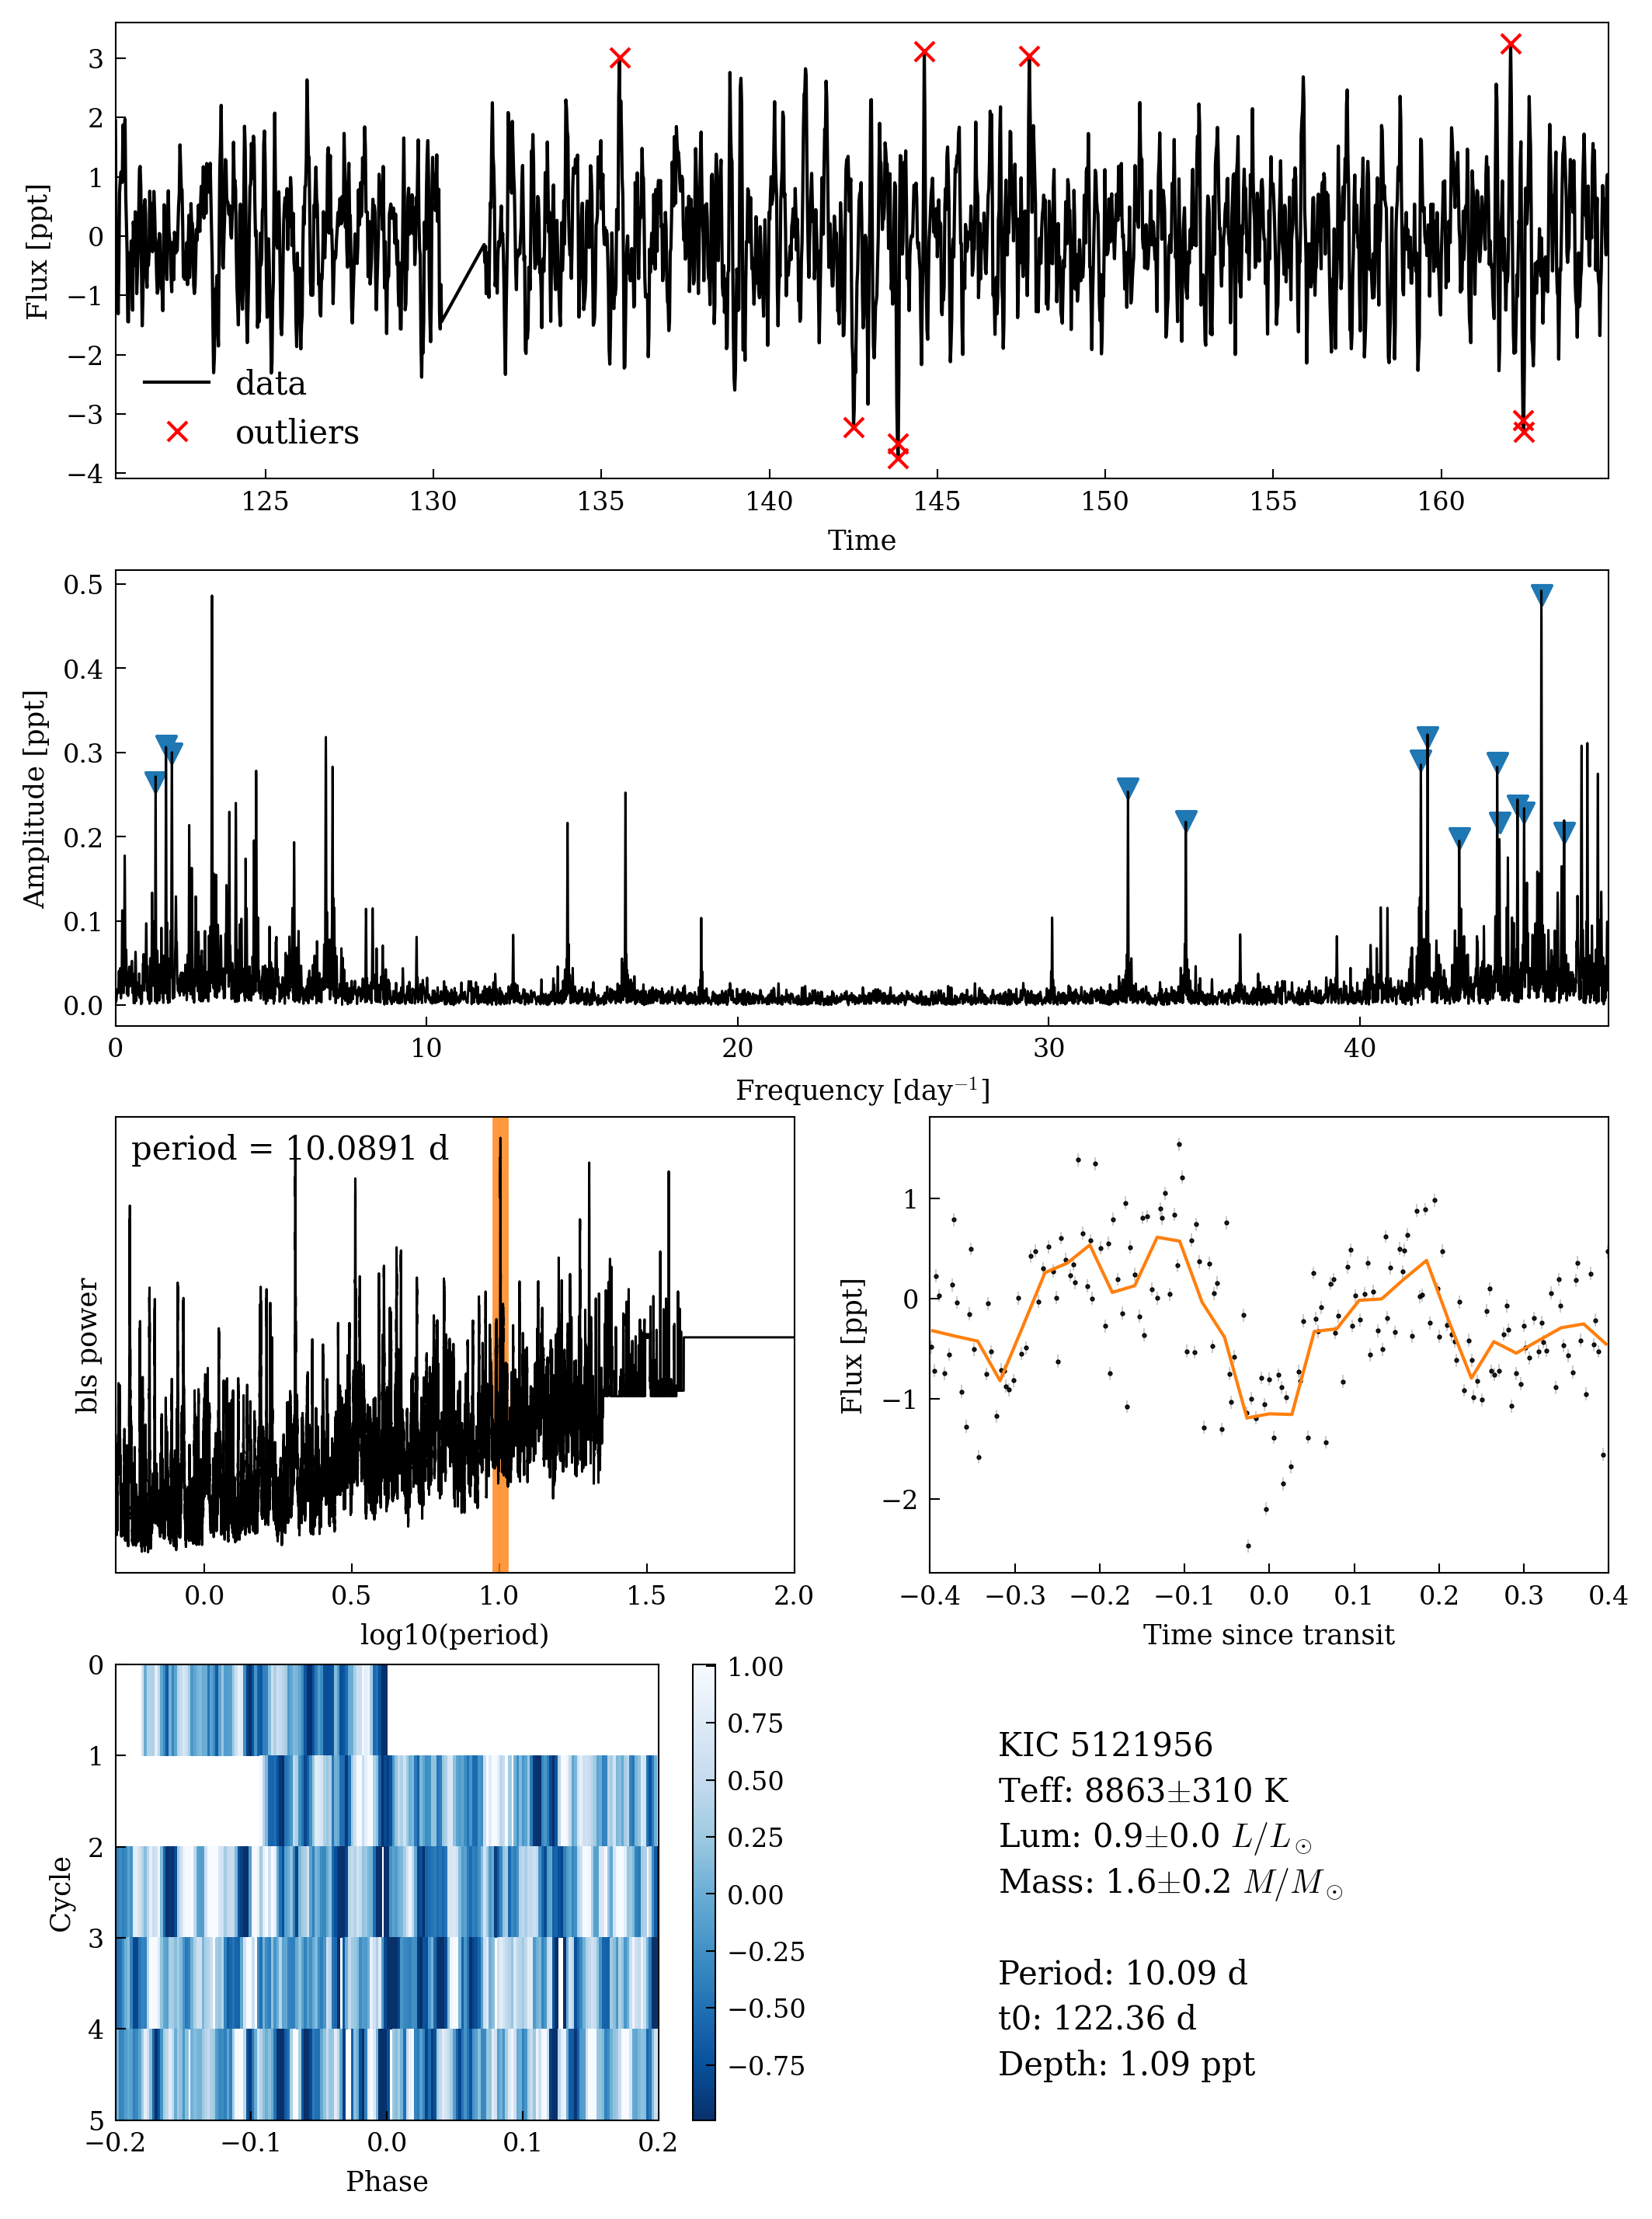 3
2
1
0
−1
−2
−3
−4
Flux [ppt]
data
outliers
125 130 135 140 145 150 155 160
Time
0.5
0.4
0.3
0.2
0.1
0.0
Amplitude [ppt]
0 10 20 30 40
Frequency [day⁻¹]
period = 10.0891 d
bls power
0.0 0.5 1.0 1.5 2.0
log10(period)
1
0
−1
−2
Flux [ppt]
−0.4 −0.3 −0.2 −0.1 0.0 0.1 0.2 0.3 0.4
Time since transit
0
1
2
3
4
5
Cycle
−0.2 −0.1 0.0 0.1 0.2
Phase
1.00
0.75
0.50
0.25
0.00
−0.25
−0.50
−0.75
KIC 5121956
Teff: 8863±310 K
Lum: 0.9±0.0 L/L☉
Mass: 1.6±0.2 M/M☉
Period: 10.09 d
t0: 122.36 d
Depth: 1.09 ppt